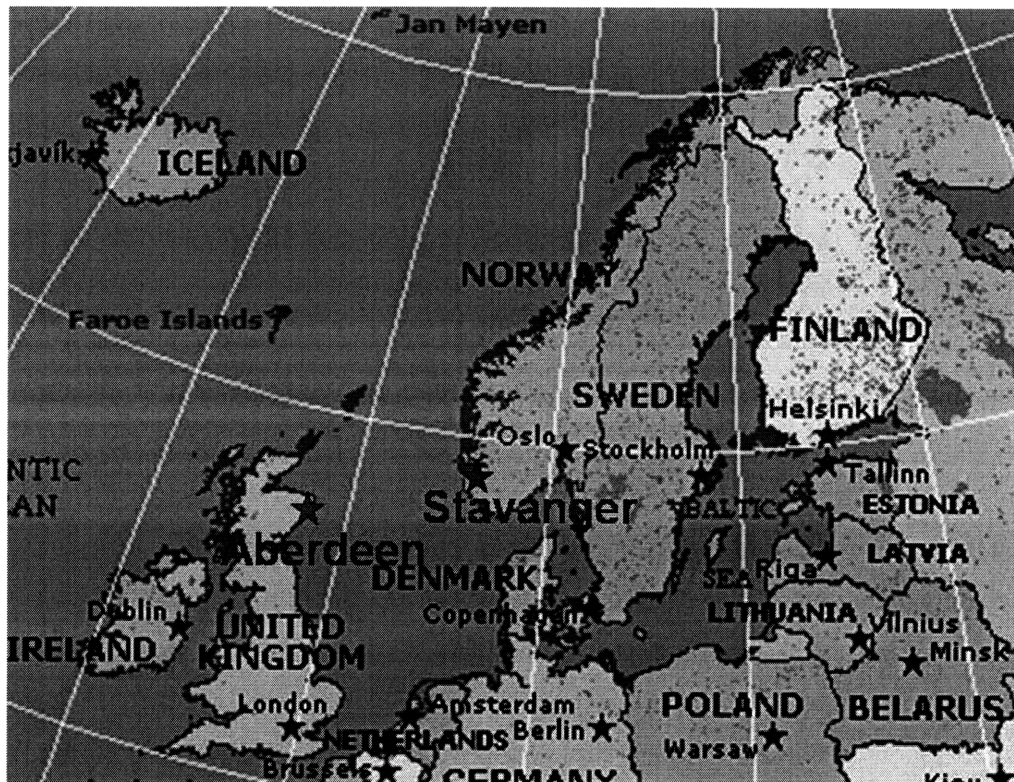 Jan Mayen
ICELAND
NORWAY
Faroe Islands
FINLAND
SWEDEN
Helsinki
Oslo
Stockholm
NTIC
AN
Tallinn
Stavanger
BALTIC
ESTONIA
Aberdeen
LATVIA
DENMARK
SEA
Riga
Copenhagen
LITHUANIA
Dublin
Vilnius
UNITED
KINGDOM
IRELAND
Minsk
London
Amsterdam
POLAND
BELARUS
NETHERLANDS
Berlin
Warsaw
Brussels
GERMANY